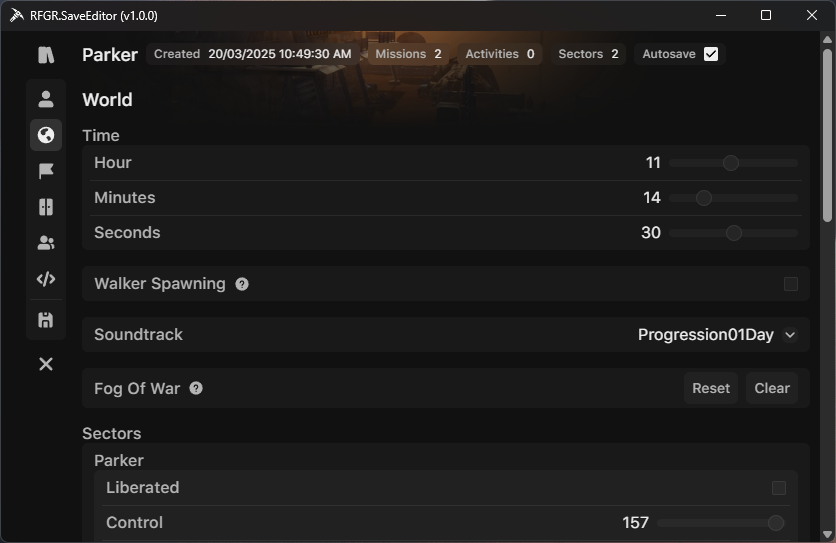 RFGR.SaveEditor (v1.0.0)
Parker Created 20/03/2025 10:49:30 AM Missions 2 Activities 0 Sectors 2 Autosave
World
Time
Hour 11
Minutes 14
Seconds 30
Walker Spawning ?
Soundtrack Progression01Day
Fog Of War ? Reset Clear
Sectors
Parker
Liberated
Control 157